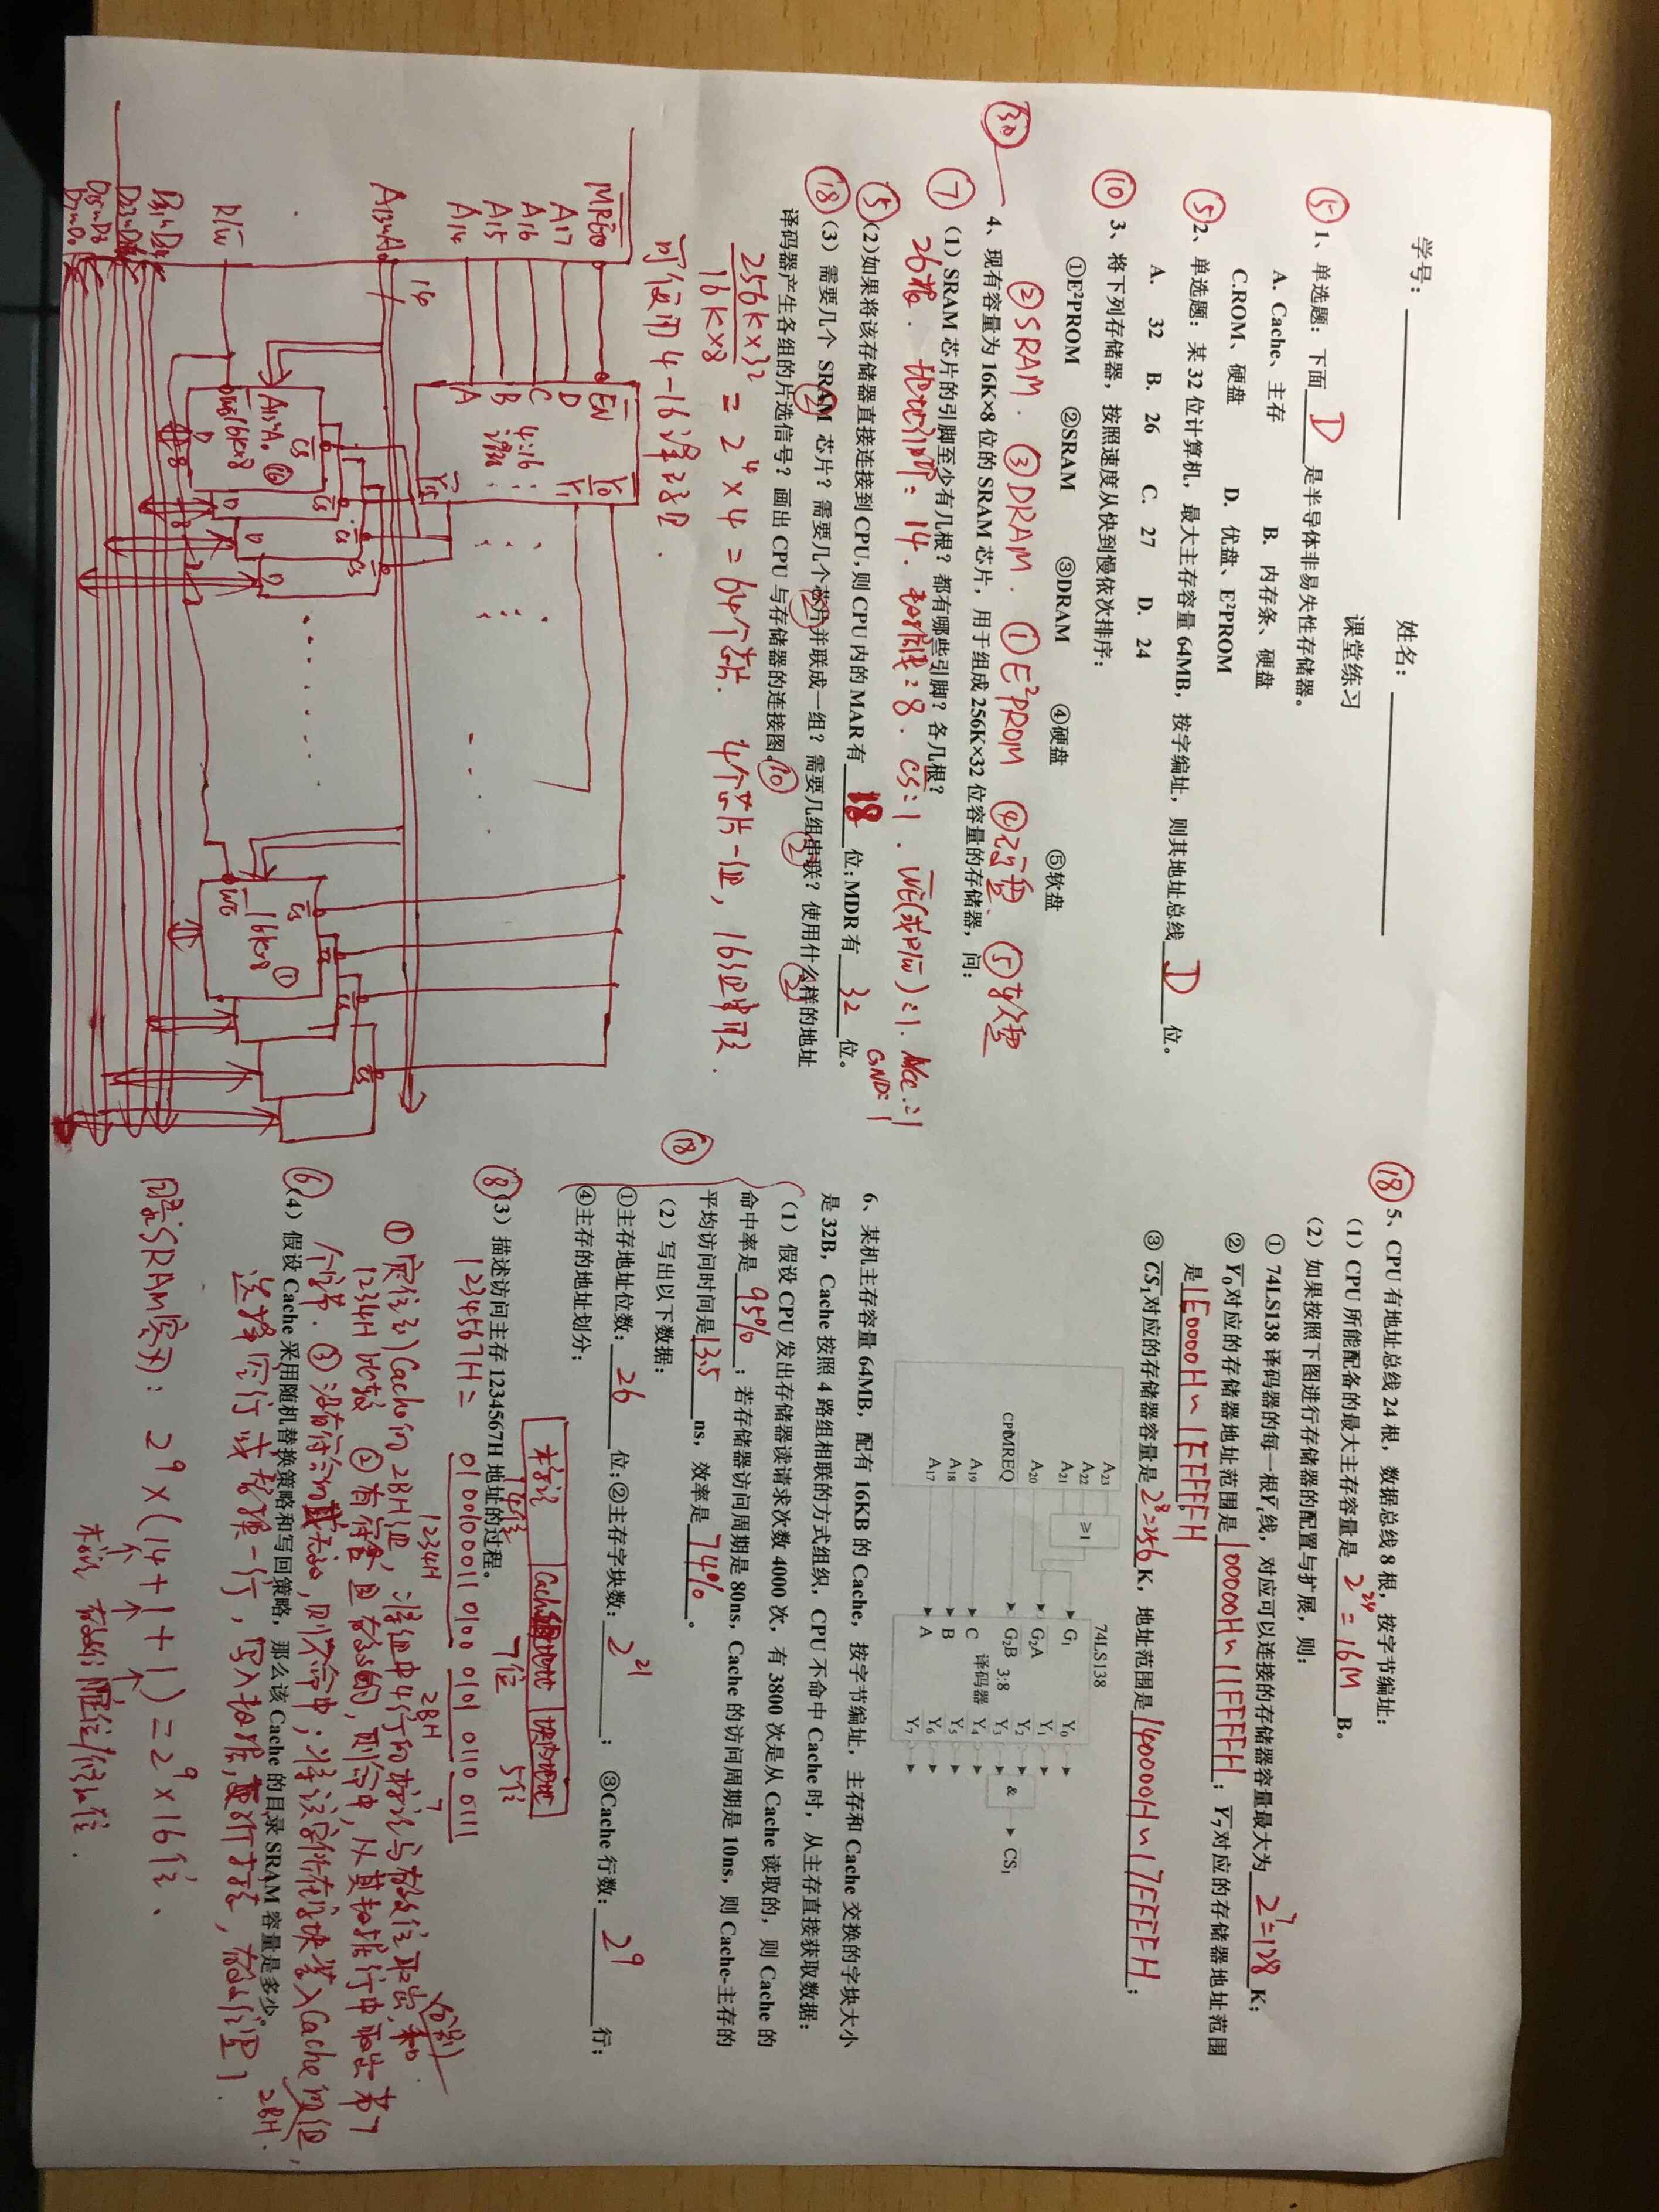 学号：
姓名：
课堂练习
⑤ 1、单选题：下面 D 是半导体非易失性存储器。
A. Cache、主存 B. 内存条、硬盘
C.ROM、硬盘 D. 优盘、E²PROM
⑤ 2、单选题：某 32 位计算机，最大主存容量 64MB，按字编址，则其地址总线 D 位。
A. 32 B. 26 C. 27 D. 24
⑩ 3、将下列存储器，按照速度从快到慢依次排序：
①E²PROM ②SRAM ③DRAM ④硬盘 ⑤软盘
②SRAM. ③DRAM. ①E²PROM ④硬盘. ⑤软盘
㉚ 4、现有容量为 16K×8 位的 SRAM 芯片，用于组成 256K×32 位容量的存储器，问：
⑦ （1）SRAM 芯片的引脚至少有几根？都有哪些引脚？各几根？
26根. 地址引脚：14. 数据线：8. C̅S̅：1. W̅E̅(或R/W̅)：1. Vcc.：1
GND：1
⑤ （2）如果将该存储器直接连接到 CPU，则 CPU 内的 MAR 有 18 位；MDR 有 32 位。
⑱ （3）需要几个 SRAM 芯片？需要几个芯片并联成一组？需要几组串联？使用什么样的地址
② ② ② ②
译码器产生各组的片选信号？画出 CPU 与存储器的连接图。⑩
256K×32
16K×8
= 2⁴×4 = 64个芯片. 4个芯片一组，16组串联.
可使用4-16译码器.
M̅R̅E̅Q̅ E̅N̅ Y̅0̅
A17 D Y̅1̅
A16 C 4:16
A15 B 译码器
A14 A
Y̅1̅5̅
14
A13~A0
C̅S̅ C̅S̅ C̅S̅ C̅S̅
C̅S̅ C̅S̅ C̅S̅ C̅S̅
A13~A0 ⑯
16K×8 ①
R/W̅ W̅E̅ 16K×8 W̅E̅
D D D D
8
D31~D24
D23~D16
D15~D8
D7~D0
⑱ 5、CPU 有地址总线 24 根，数据总线 8 根，按字节编址：
（1）CPU 所能配备的最大主存容量是 2²⁴=16M B。
（2）如果按照下图进行存储器的配置与扩展，则：
① 74LS138 译码器的每一根Y̅ᵢ线，对应可以连接的存储器容量最大为 2⁷=128 K；
② Y̅₀对应的存储器地址范围是 100000H~11FFFFH；Y̅₇对应的存储器地址范围
是 1E0000H~1FFFFFH
③ C̅S̅₁对应的存储器容量是 2⁸=256 K，地址范围是 140000H~17FFFFH；
A23
A22
A21
≥1
74LS138
G1 Y0
A20 G2A Y1
CPU MREQ G2B 3:8 Y2 & CS1
Y3
A19 C 译码器 Y4
A18 B Y5
A17 A Y6
Y7
6、某机主存容量 64MB，配有 16KB 的 Cache，按字节编址，主存和 Cache 交换的字块大小
是 32B，Cache 按照 4 路组相联的方式组织，CPU 不命中 Cache 时，从主存直接获取数据：
（1）假设 CPU 发出存储器读请求次数 4000 次，有 3800 次是从 Cache 读取的，则 Cache 的
命中率是 95% ；若存储器访问周期是 80ns，Cache 的访问周期是 10ns，则 Cache-主存的
平均访问时间是 13.5 ns，效率是 74% 。
⑱ （2）写出以下数据：
①主存地址位数： 26 位；②主存字块数： 2²¹ ； ③Cache 行数： 2⁹ 行；
④主存的地址划分；
标记 Cache组地址 块内地址
14位 7位 5位
⑧ （3）描述访问主存 1234567H 地址的过程。
1234567H = 01 0010 0011 0100 0101 0110 0111
1234H 2BH 7
①定位到Cache的2BH组，将组中4行的标记与有效位取出，(分别)和
1234H比较 ②有符合且有效的，则命中，从其数据行中取出第7
个字节. ③没有符合的或无效，则不命中；将该字所在字块装入Cache的组，
2BH.
⑥ （4）假设 Cache 采用随机替换策略和写回策略，那么该 Cache 的目录 SRAM 容量是多少。
选择空行或替换一行，写入数据，更新标志，有效位置1.
目录SRAM容为： 2⁹×(14+1+1)=2⁹×16位.
标记 有效位 脏位/修改位.